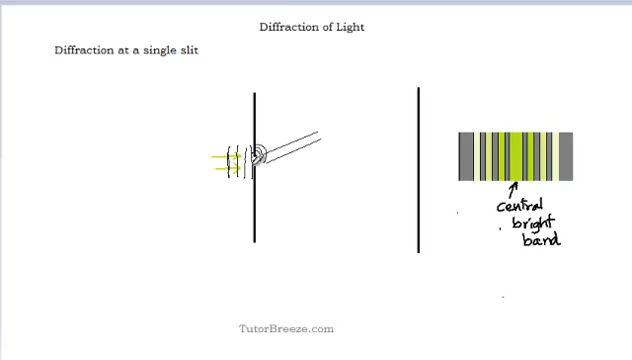 Diffraction of Light
Diffraction at a single slit
central
bright
band
TutorBreeze.com